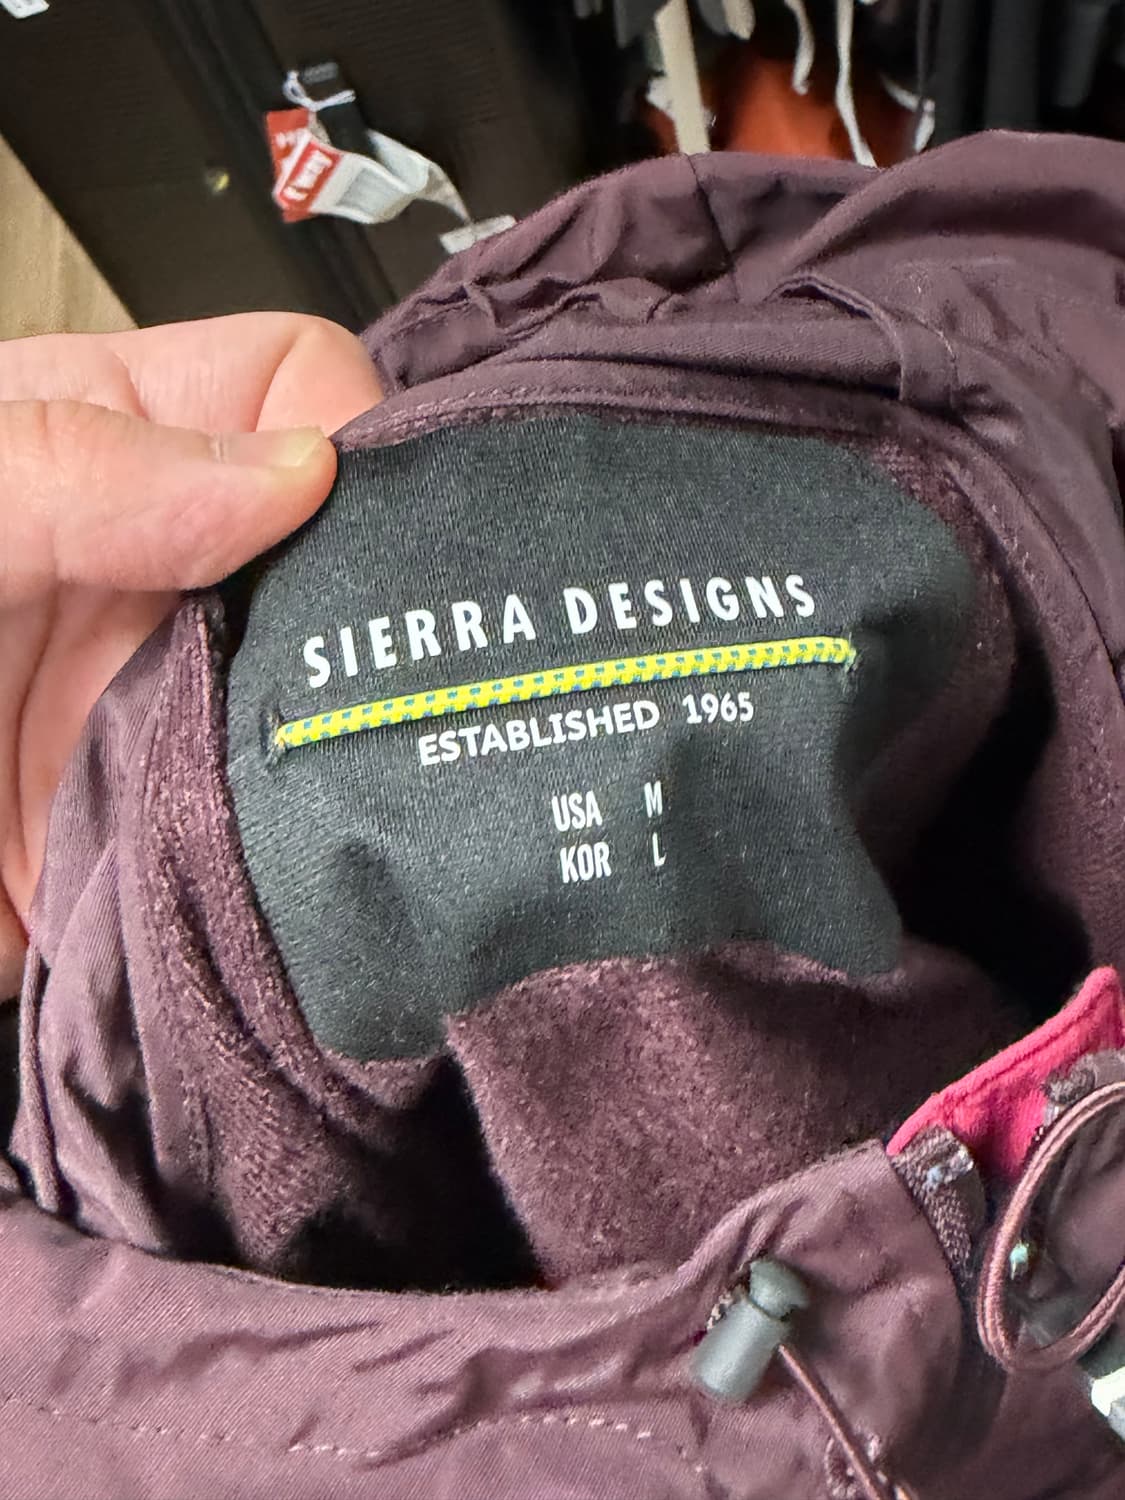 SIERRA DESIGNS
ESTABLISHED 1965
USA M
KOR L